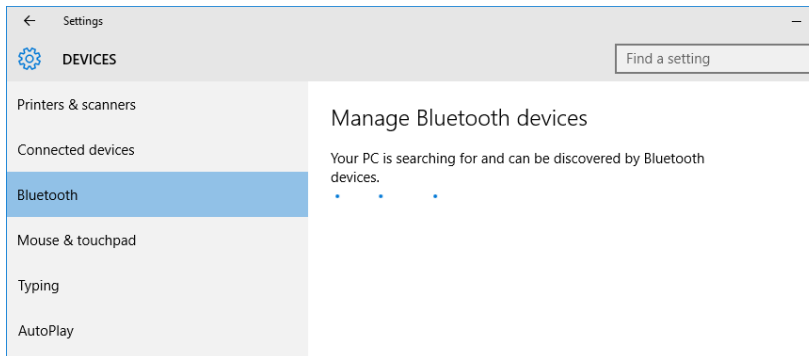 Settings
DEVICES
Find a setting
Printers & scanners
Connected devices
Bluetooth
Mouse & touchpad
Typing
AutoPlay
Manage Bluetooth devices
Your PC is searching for and can be discovered by Bluetooth
devices.